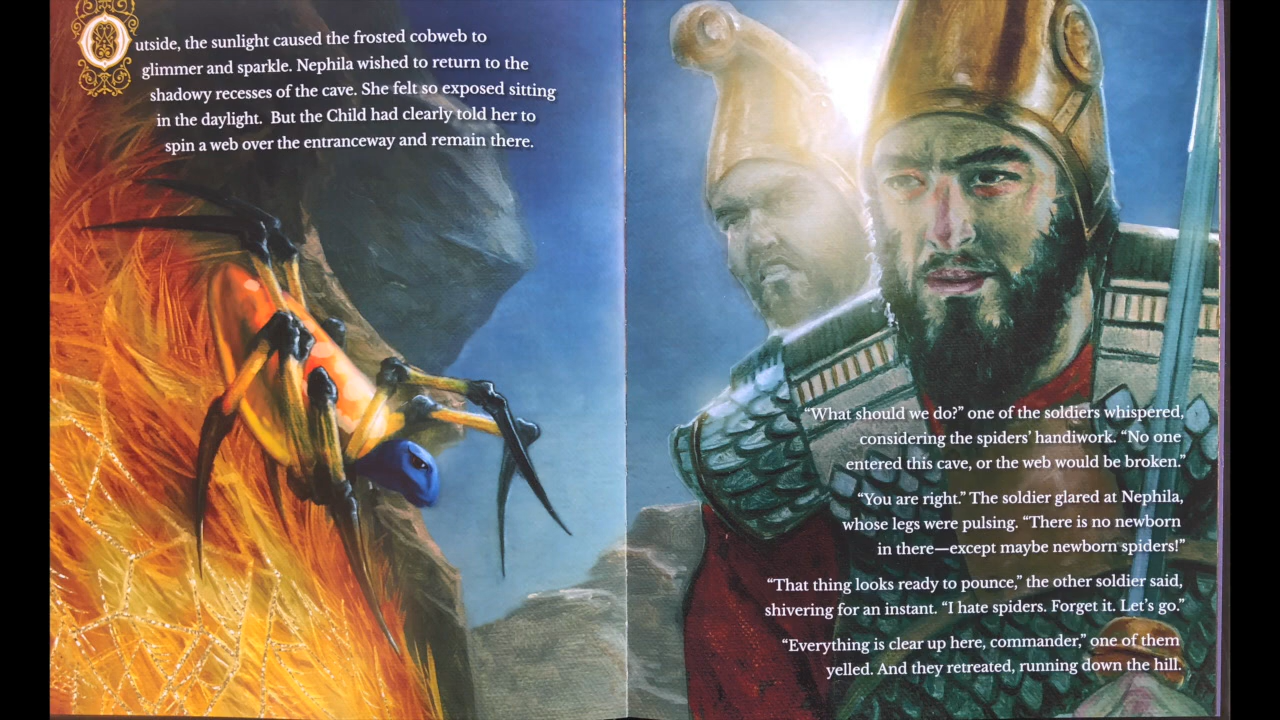 Outside, the sunlight caused the frosted cobweb to
glimmer and sparkle. Nephila wished to return to the
shadowy recesses of the cave. She felt so exposed sitting
in the daylight. But the Child had clearly told her to
spin a web over the entranceway and remain there.
“What should we do?” one of the soldiers whispered,
considering the spiders’ handiwork. “No one
entered this cave, or the web would be broken.”
“You are right.” The soldier glared at Nephila,
whose legs were pulsing. “There is no newborn
in there—except maybe newborn spiders!”
“That thing looks ready to pounce,” the other soldier said,
shivering for an instant. “I hate spiders. Forget it. Let’s go.”
“Everything is clear up here, commander,” one of them
yelled. And they retreated, running down the hill.